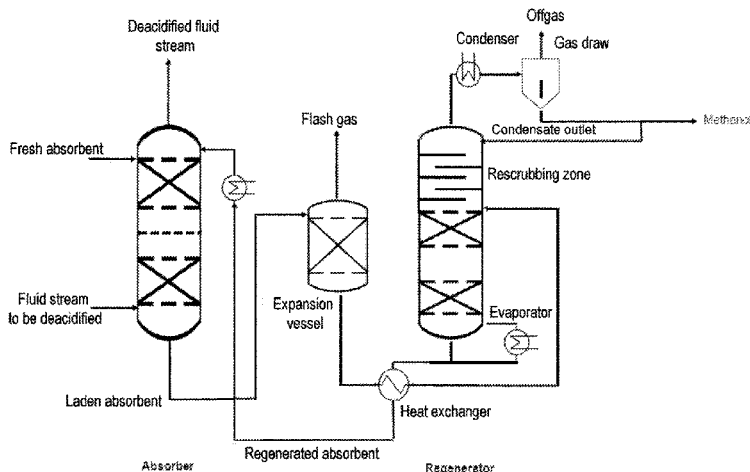 Deacidified fluid
stream
Offgas
Condenser
Gas draw
Flash gas
Methanol
Condensate outlet
Fresh absorbent
Rescrubbing zone
Fluid stream
to be deacidified
Expansion
vessel
Evaporator
Laden absorbent
Heat exchanger
Regenerated absorbent
Absorber
Regenerator